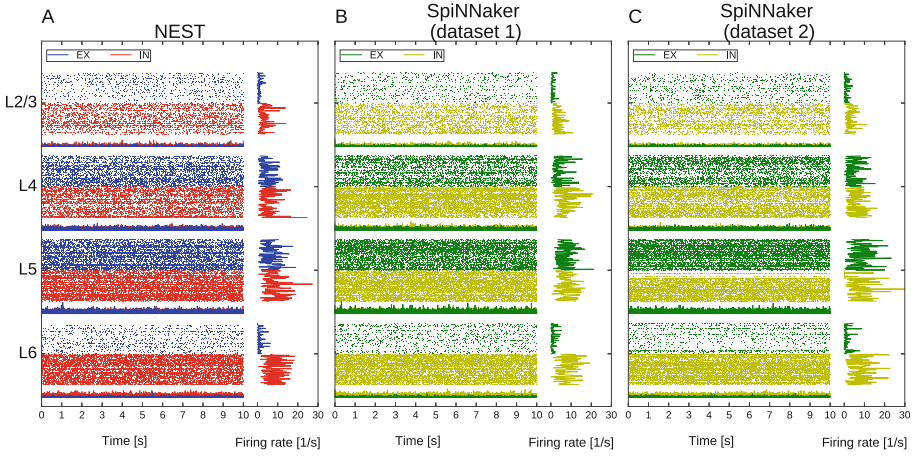 A
NEST
B
SpiNNaker
(dataset 1)
C
SpiNNaker
(dataset 2)
EX IN
EX IN
EX IN
L2/3
L4
L5
L6
0 1 2 3 4 5 6 7 8 9 10 0 10 20 30
0 1 2 3 4 5 6 7 8 9 10 0 10 20 30
0 1 2 3 4 5 6 7 8 9 10 0 10 20 30
Time [s] Firing rate [1/s]
Time [s] Firing rate [1/s]
Time [s] Firing rate [1/s]